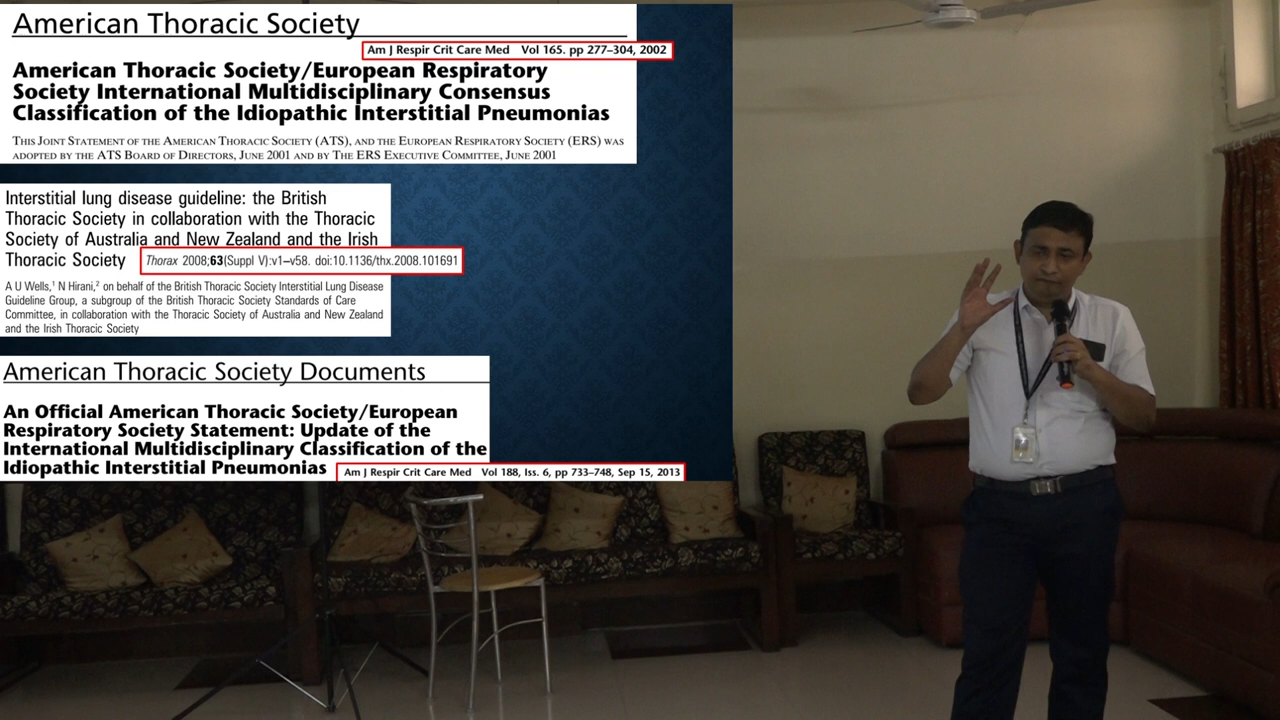 American Thoracic Society
Am J Respir Crit Care Med Vol 165. pp 277–304, 2002
American Thoracic Society/European Respiratory
Society International Multidisciplinary Consensus
Classification of the Idiopathic Interstitial Pneumonias
THIS JOINT STATEMENT OF THE AMERICAN THORACIC SOCIETY (ATS), AND THE EUROPEAN RESPIRATORY SOCIETY (ERS) WAS
ADOPTED BY THE ATS BOARD OF DIRECTORS, JUNE 2001 AND BY THE ERS EXECUTIVE COMMITTEE, JUNE 2001
Interstitial lung disease guideline: the British
Thoracic Society in collaboration with the Thoracic
Society of Australia and New Zealand and the Irish
Thoracic Society
Thorax 2008;63(Suppl V):v1–v58. doi:10.1136/thx.2008.101691
A U Wells,¹ N Hirani,² on behalf of the British Thoracic Society Interstitial Lung Disease
Guideline Group, a subgroup of the British Thoracic Society Standards of Care
Committee, in collaboration with the Thoracic Society of Australia and New Zealand
and the Irish Thoracic Society
American Thoracic Society Documents
An Official American Thoracic Society/European
Respiratory Society Statement: Update of the
International Multidisciplinary Classification of the
Idiopathic Interstitial Pneumonias
Am J Respir Crit Care Med Vol 188, Iss. 6, pp 733–748, Sep 15, 2013